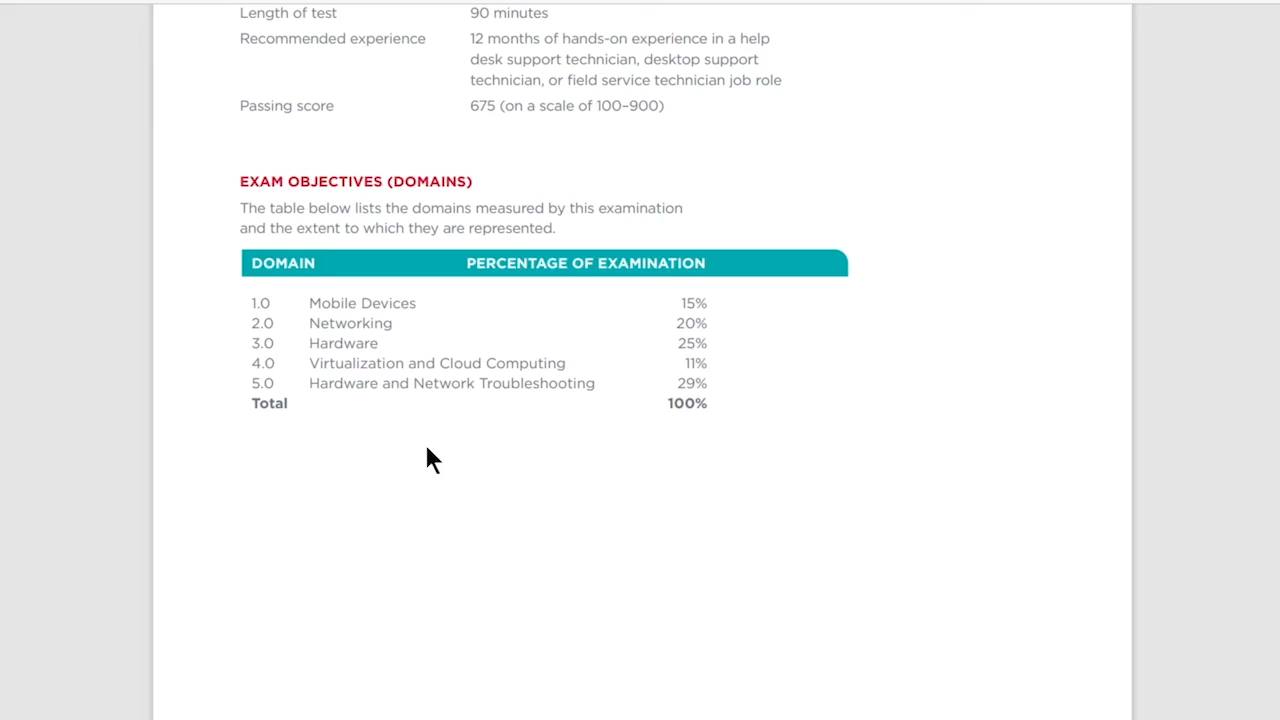 Length of test 90 minutes
Recommended experience 12 months of hands-on experience in a help
desk support technician, desktop support
technician, or field service technician job role
Passing score 675 (on a scale of 100–900)
EXAM OBJECTIVES (DOMAINS)
The table below lists the domains measured by this examination
and the extent to which they are represented.
DOMAIN PERCENTAGE OF EXAMINATION
1.0 Mobile Devices 15%
2.0 Networking 20%
3.0 Hardware 25%
4.0 Virtualization and Cloud Computing 11%
5.0 Hardware and Network Troubleshooting 29%
Total 100%